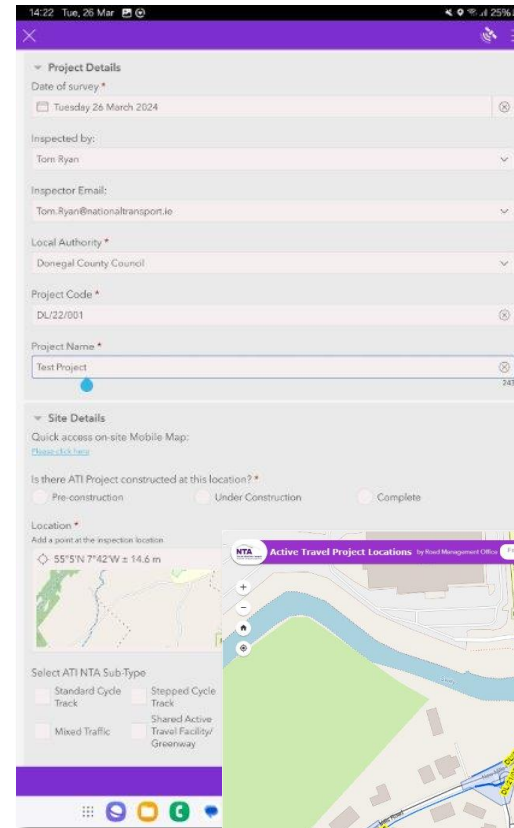 14:22 Tue, 26 Mar
25%
Project Details
Date of survey *
Tuesday 26 March 2024
Inspected by:
Tom Ryan
Inspector Email:
Tom.Ryan@nationaltransport.ie
Local Authority *
Donegal County Council
Project Code *
DL/22/001
Project Name *
Test Project
247
Site Details
Quick access on-site Mobile Map:
Please click here
Is there ATI Project constructed at this location? *
Pre-construction
Under Construction
Complete
Location *
Add a point at the inspection location
55°5'N 7°42'W ± 14.6 m
Select ATI NTA Sub-Type
Standard Cycle Track
Stepped Cycle Track
Mixed Traffic
Shared Active Travel Facility/ Greenway
NTA
Active Travel Project Locations by Road Management Office
+
−
Road